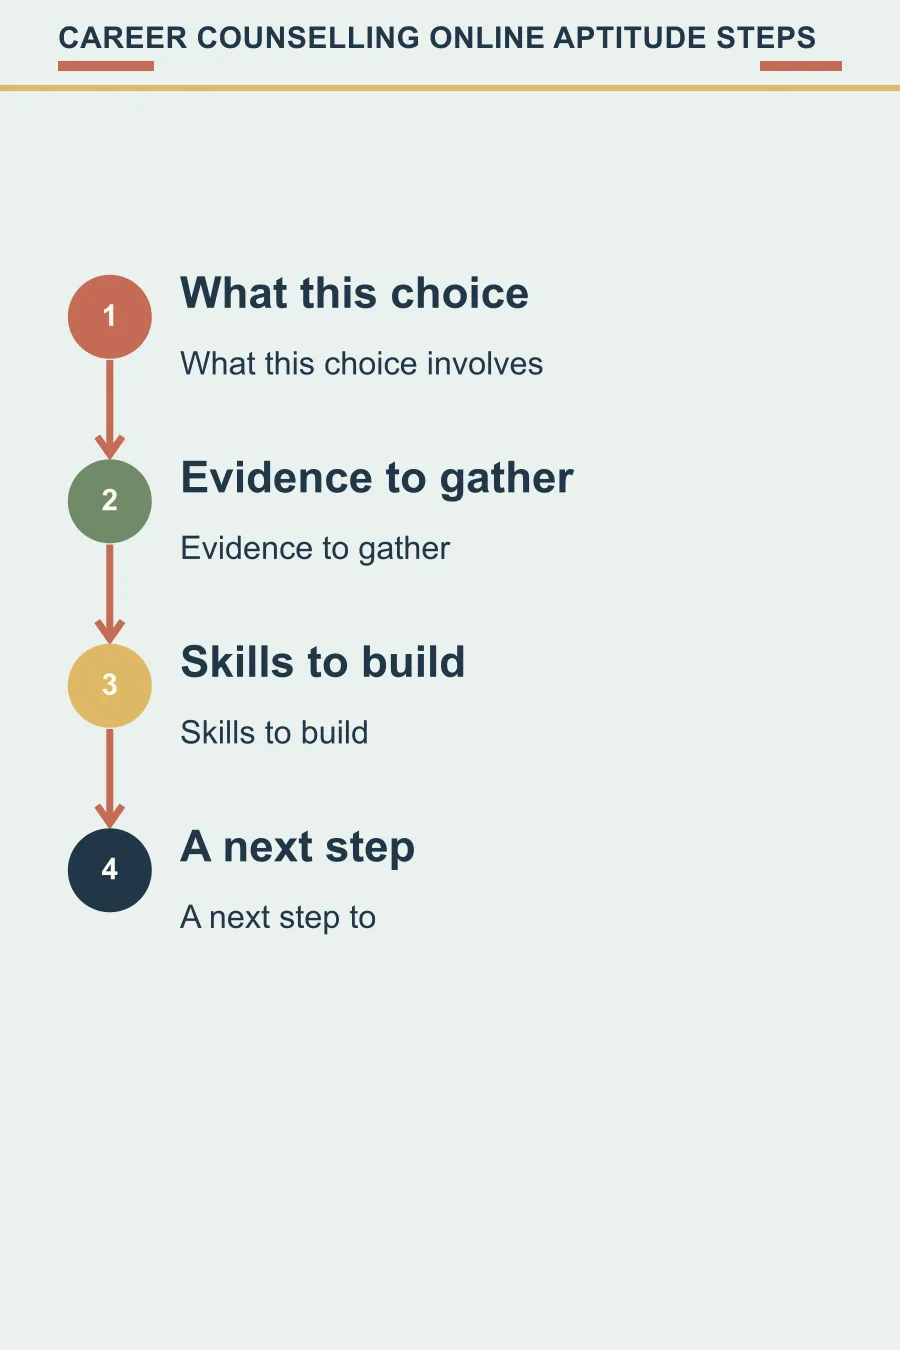 CAREER COUNSELLING ONLINE APTITUDE STEPS
1
What this choice
What this choice involves
2
Evidence to gather
Evidence to gather
3
Skills to build
Skills to build
4
A next step
A next step to